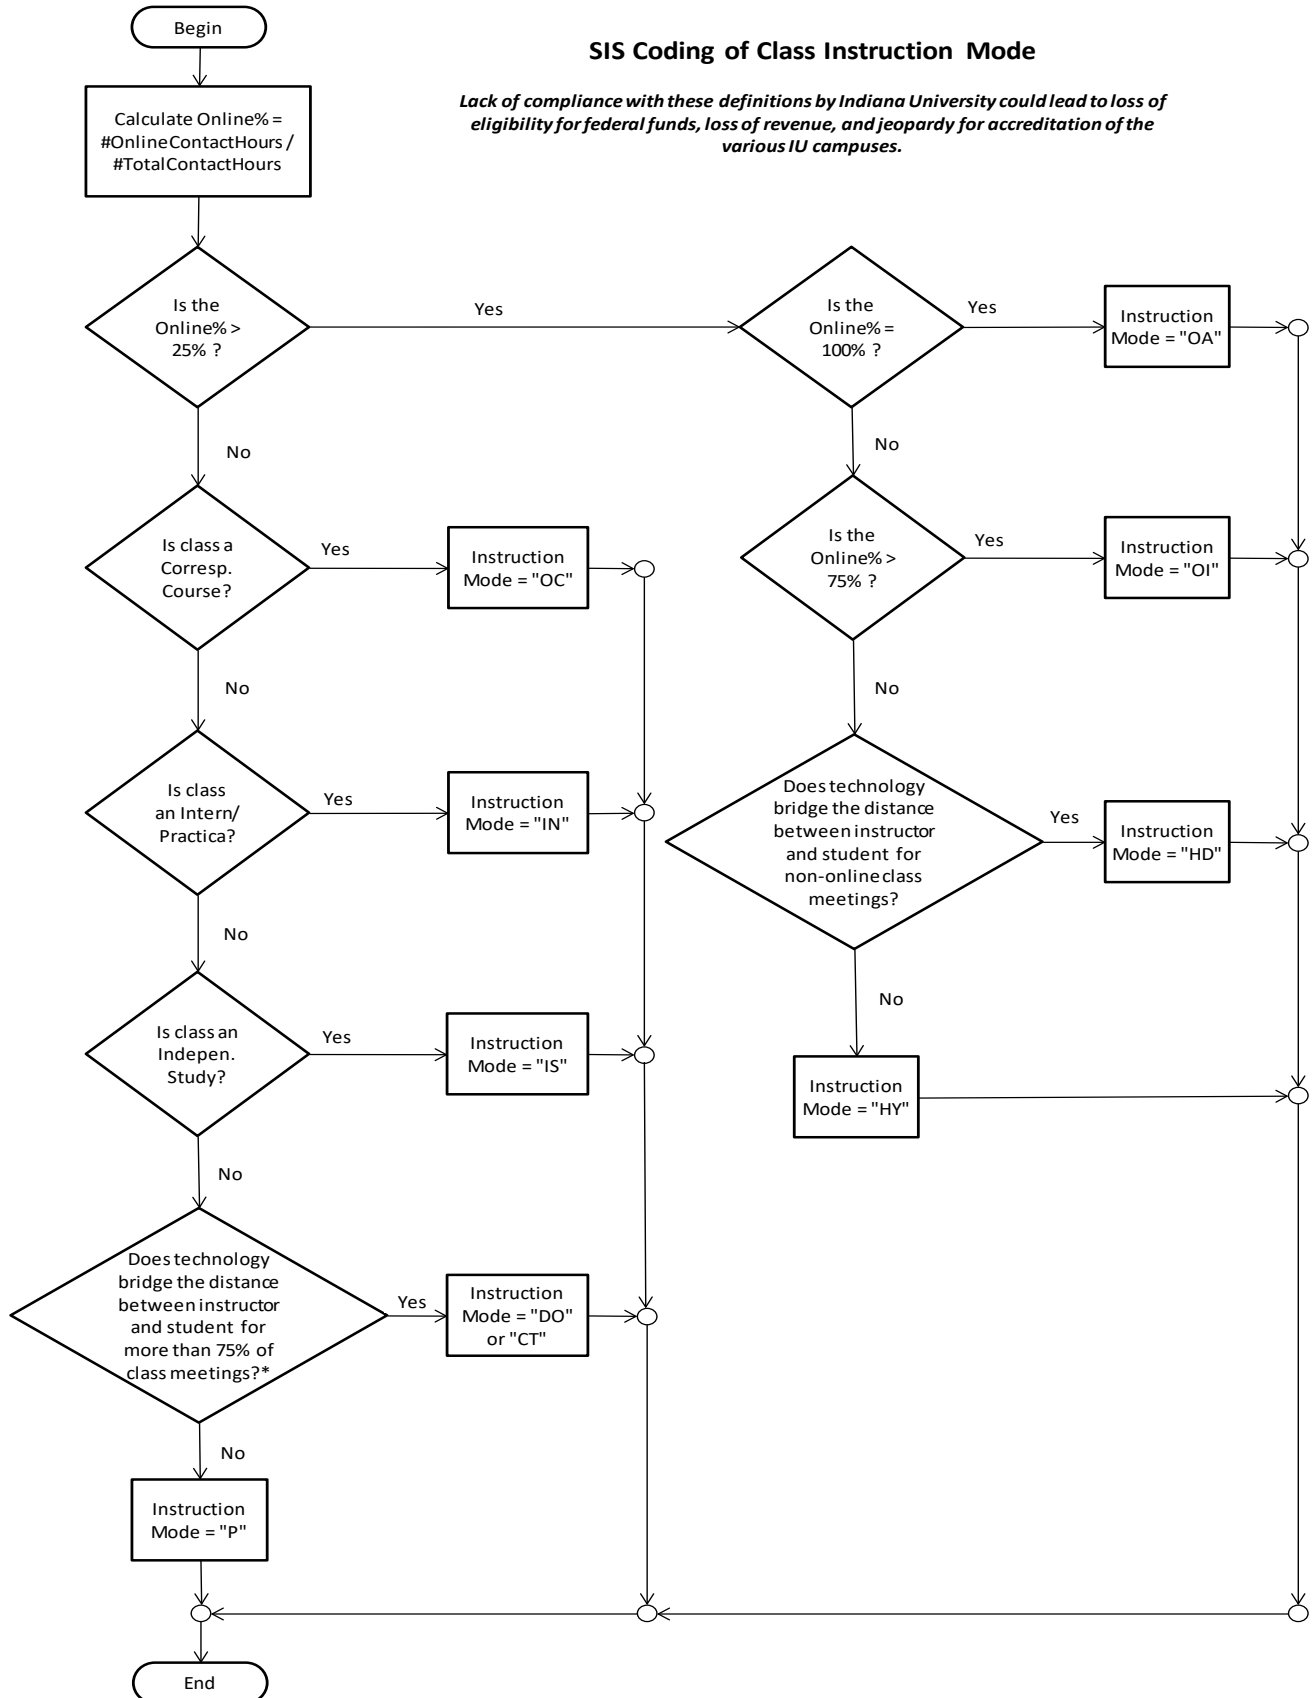 Begin
SIS Coding of Class Instruction Mode
Lack of compliance with these definitions by Indiana University could lead to loss of
eligibility for federal funds, loss of revenue, and jeopardy for accreditation of the
various IU campuses.
Calculate Online% =
#OnlineContactHours /
#TotalContactHours
Is the
Online% >
25% ?
Yes
Is the
Online% =
100% ?
Yes
Instruction
Mode = "OA"
No
No
Is class a
Corresp.
Course?
Yes
Instruction
Mode = "OC"
Is the
Online% >
75% ?
Yes
Instruction
Mode = "OI"
No
No
Is class
an Intern/
Practica?
Yes
Instruction
Mode = "IN"
Does technology
bridge the distance
between instructor
and student for
non-online class
meetings?
Yes
Instruction
Mode = "HD"
No
No
Is class an
Indepen.
Study?
Yes
Instruction
Mode = "IS"
Instruction
Mode = "HY"
No
Does technology
bridge the distance
between instructor
and student for
more than 75% of
class meetings?*
Yes
Instruction
Mode = "DO"
or "CT"
No
Instruction
Mode = "P"
End